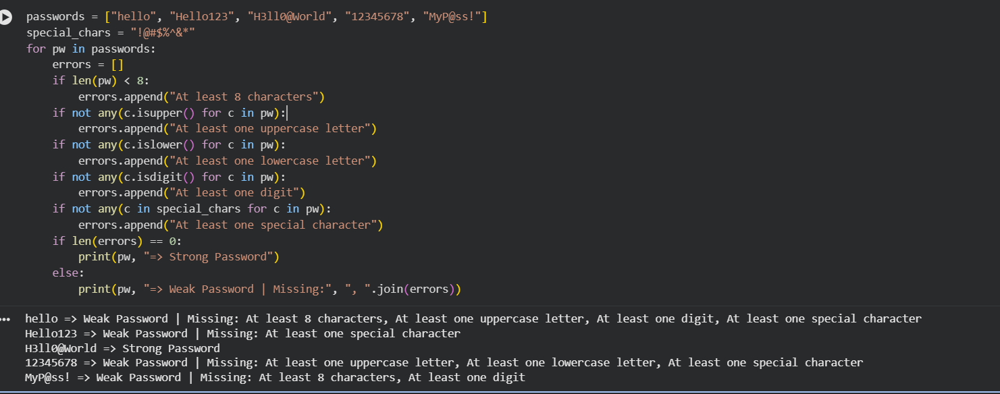 passwords = ["hello", "Hello123", "H3ll0@World", "12345678", "MyP@ss!"]
special_chars = "!@#$%^&*"
for pw in passwords:
    errors = []
    if len(pw) < 8:
        errors.append("At least 8 characters")
    if not any(c.isupper() for c in pw):
        errors.append("At least one uppercase letter")
    if not any(c.islower() for c in pw):
        errors.append("At least one lowercase letter")
    if not any(c.isdigit() for c in pw):
        errors.append("At least one digit")
    if not any(c in special_chars for c in pw):
        errors.append("At least one special character")
    if len(errors) == 0:
        print(pw, "=> Strong Password")
    else:
        print(pw, "=> Weak Password | Missing:", ", ".join(errors))
hello => Weak Password | Missing: At least 8 characters, At least one uppercase letter, At least one digit, At least one special character
Hello123 => Weak Password | Missing: At least one special character
H3ll0@World => Strong Password
12345678 => Weak Password | Missing: At least one uppercase letter, At least one lowercase letter, At least one special character
MyP@ss! => Weak Password | Missing: At least 8 characters, At least one digit